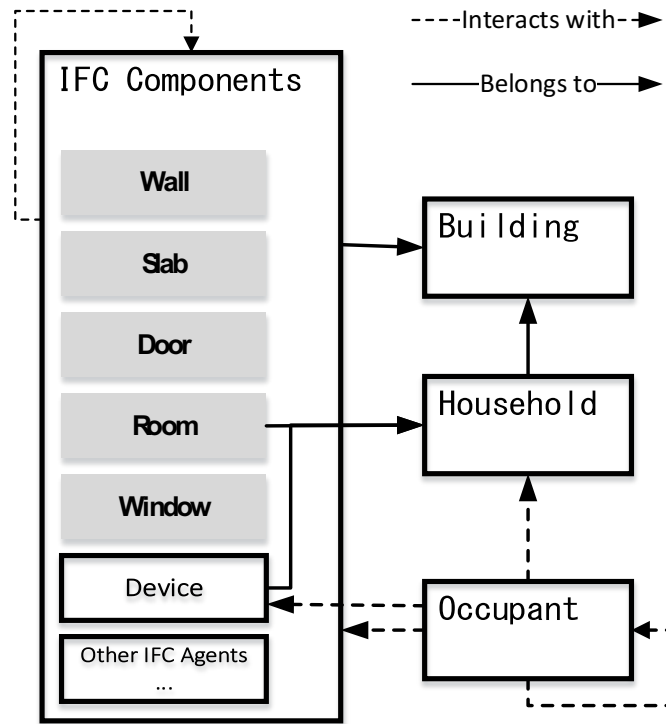 Interacts with
IFC Components
Belongs to
Wall
Building
Slab
Door
Household
Room
Window
Device
Occupant
Other IFC Agents
...